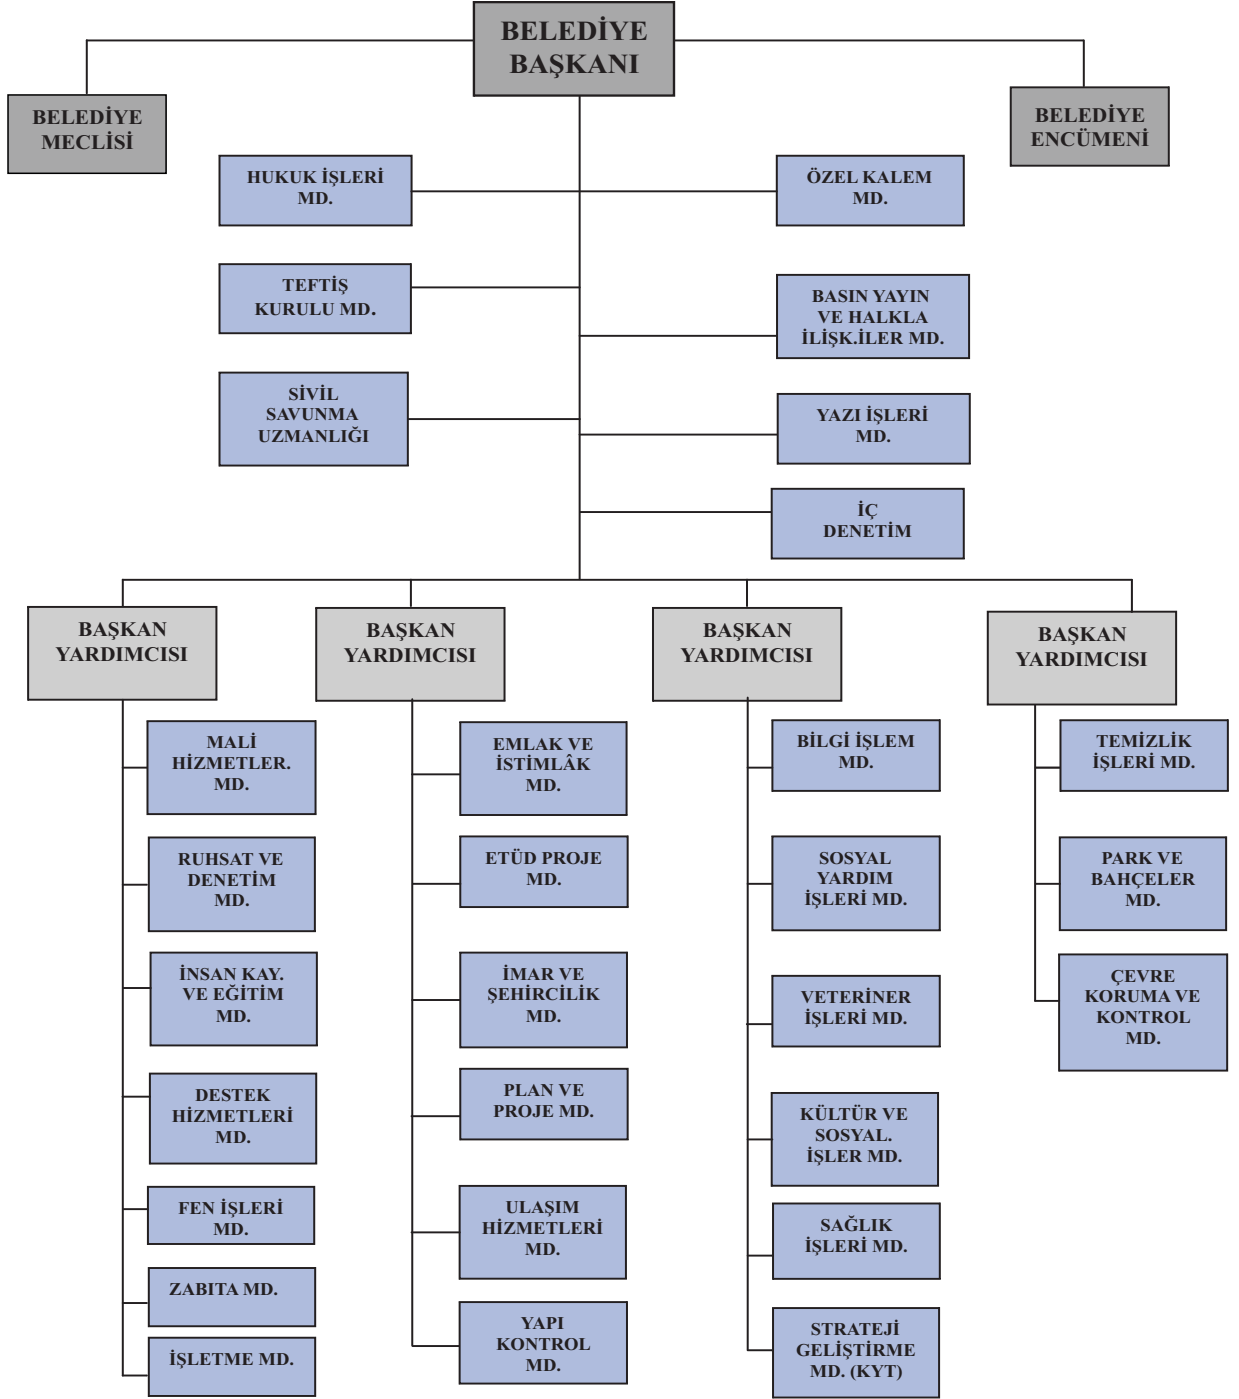 BELEDİYE
BAŞKANI
BELEDİYE
MECLİSİ
BELEDİYE
ENCÜMENİ
HUKUK İŞLERİ
MD.
ÖZEL KALEM
MD.
TEFTİŞ
KURULU MD.
BASIN YAYIN
VE HALKLA
İLİŞK.İLER MD.
SİVİL
SAVUNMA
UZMANLIĞI
YAZI İŞLERİ
MD.
İÇ
DENETİM
BAŞKAN
YARDIMCISI
MALİ
HİZMETLER.
MD.
RUHSAT VE
DENETİM
MD.
İNSAN KAY.
VE EĞİTİM
MD.
DESTEK
HİZMETLERİ
MD.
FEN İŞLERİ
MD.
ZABITA MD.
İŞLETME MD.
BAŞKAN
YARDIMCISI
EMLAK VE
İSTİMLÂK
MD.
ETÜD PROJE
MD.
İMAR VE
ŞEHİRCİLİK
MD.
PLAN VE
PROJE MD.
ULAŞIM
HİZMETLERİ
MD.
YAPI
KONTROL
MD.
BAŞKAN
YARDIMCISI
BİLGİ İŞLEM
MD.
SOSYAL
YARDIM
İŞLERİ MD.
VETERİNER
İŞLERİ MD.
KÜLTÜR VE
SOSYAL.
İŞLER MD.
SAĞLIK
İŞLERİ MD.
STRATEJİ
GELİŞTİRME
MD. (KYT)
BAŞKAN
YARDIMCISI
TEMİZLİK
İŞLERİ MD.
PARK VE
BAHÇELER
MD.
ÇEVRE
KORUMA VE
KONTROL
MD.